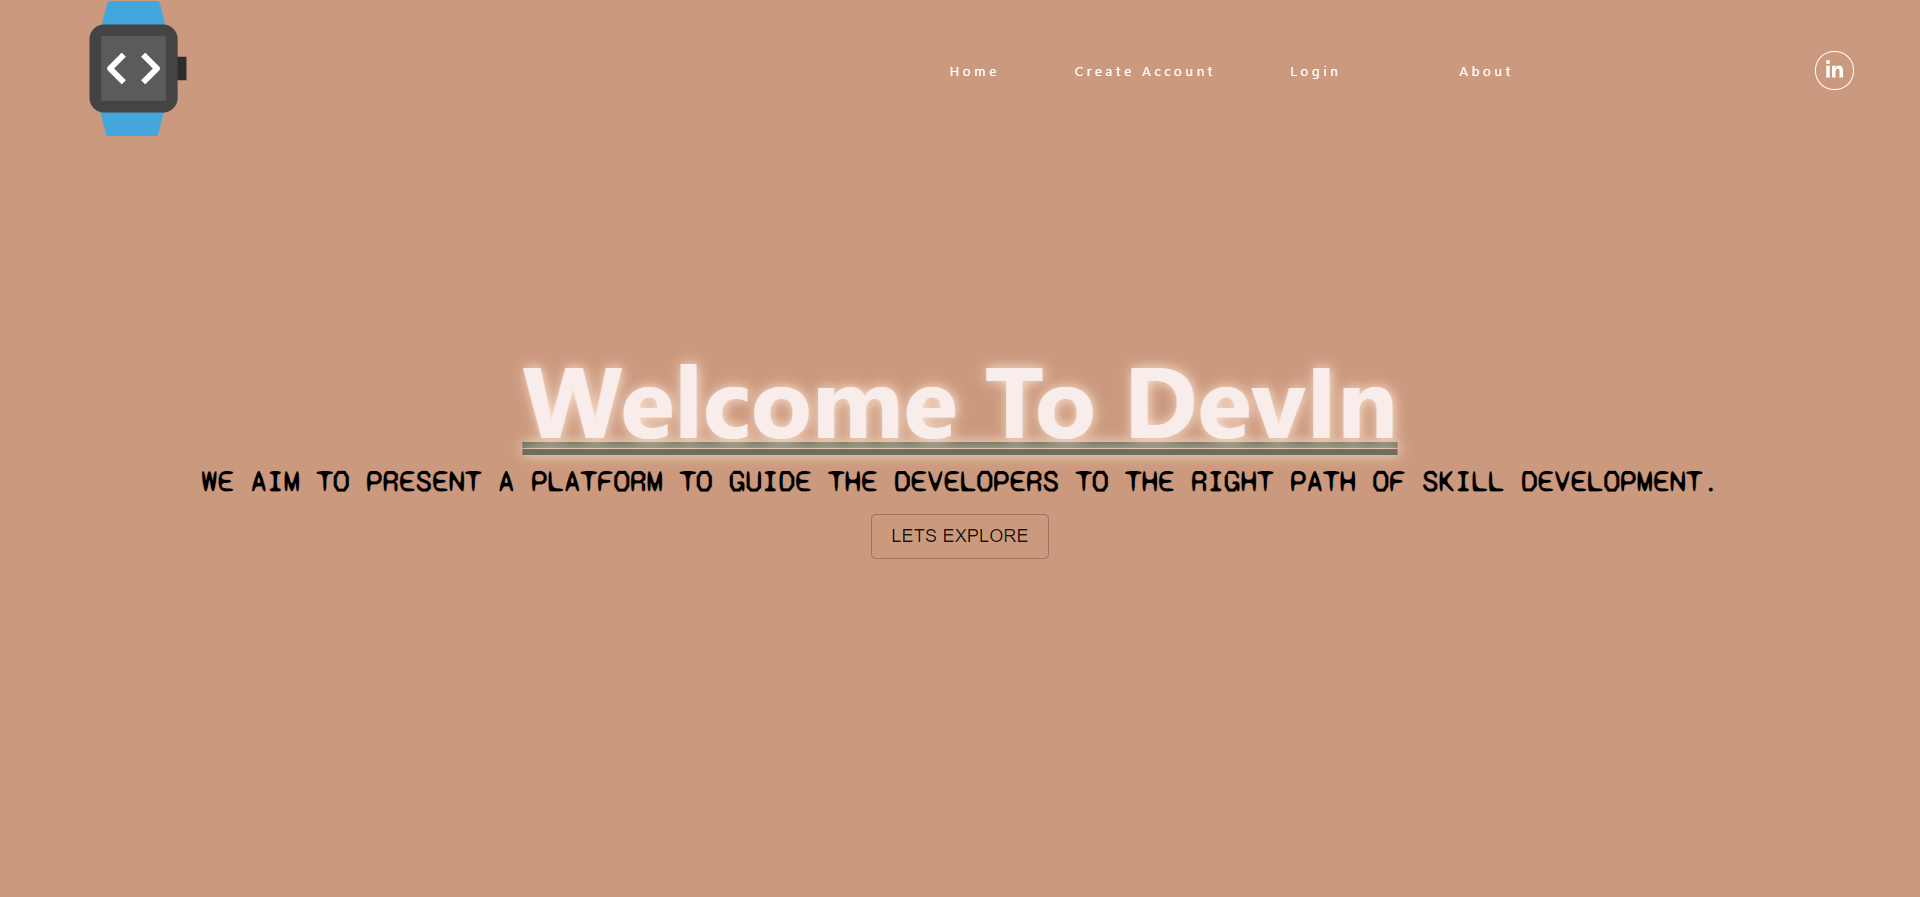 < >
Home Create Account Login About in
Welcome To DevIn
WE AIM TO PRESENT A PLATFORM TO GUIDE THE DEVELOPERS TO THE RIGHT PATH OF SKILL DEVELOPMENT.
LETS EXPLORE